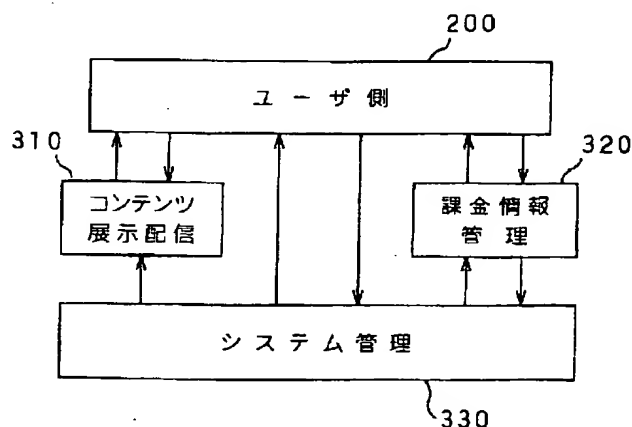 200
ユーザ側
310
320
コンテンツ
展示配信
課金情報
管理
システム管理
330